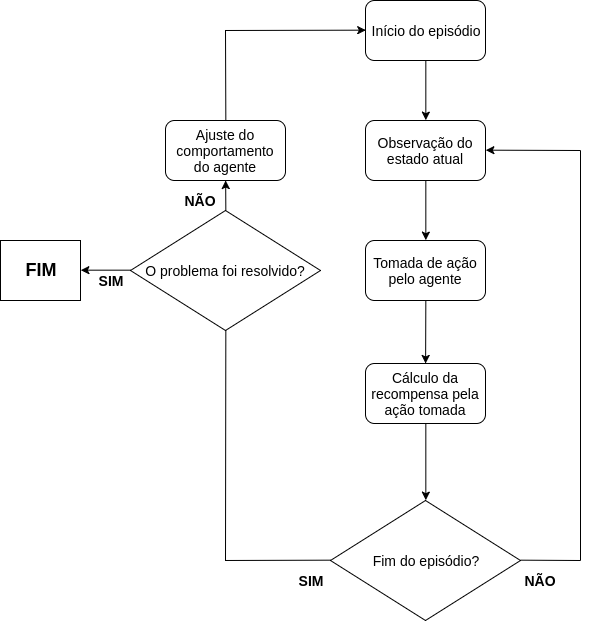 Início do episódio
Observação do
estado atual
Tomada de ação
pelo agente
Cálculo da
recompensa pela
ação tomada
Fim do episódio?
SIM
NÃO
O problema foi resolvido?
SIM
NÃO
FIM
Ajuste do
comportamento
do agente